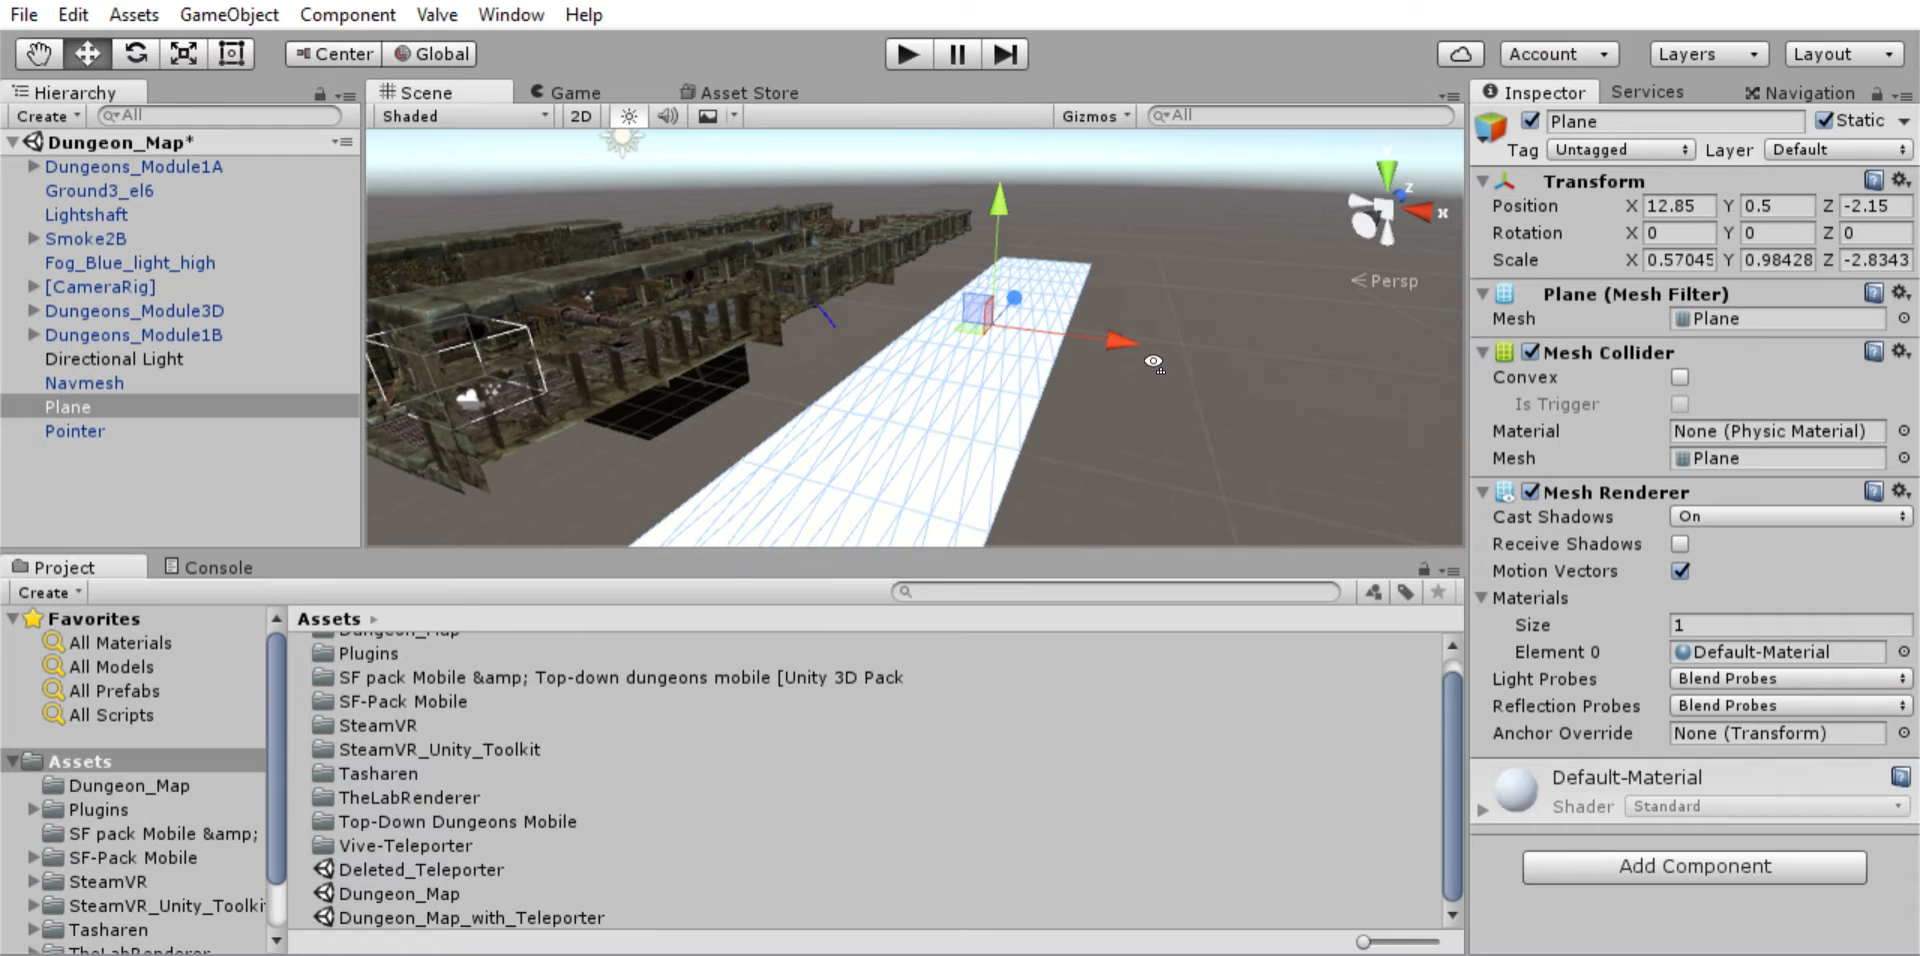 File Edit Assets GameObject Component Valve Window Help
Center Global Account Layers Layout
Hierarchy Scene Game Asset Store Inspector Services Navigation
Create All Shaded 2D Gizmos All
Plane Static
Tag Untagged Layer Default
Dungeon_Map*
Dungeons_Module1A
Ground3_el6
Lightshaft
Smoke2B
Fog_Blue_light_high
[CameraRig]
Dungeons_Module3D
Dungeons_Module1B
Directional Light
Navmesh
Plane
Pointer
z
x
Persp
Transform
Position X 12.85 Y 0.5 Z -2.15
Rotation X 0 Y 0 Z 0
Scale X 0.57045 Y 0.98428 Z -2.8343
Plane (Mesh Filter)
Mesh Plane
Mesh Collider
Convex
Is Trigger
Material None (Physic Material)
Mesh Plane
Mesh Renderer
Cast Shadows On
Receive Shadows
Motion Vectors
Materials
Size 1
Element 0 Default-Material
Light Probes Blend Probes
Reflection Probes Blend Probes
Anchor Override None (Transform)
Default-Material
Shader Standard
Add Component
Project Console
Create
Favorites
All Materials
All Models
All Prefabs
All Scripts
Assets
Dungeon_Map
Plugins
SF pack Mobile &amp;
SF-Pack Mobile
SteamVR
SteamVR_Unity_Toolki
Tasharen
TheLabRenderer
Assets
Dungeon_Map
Plugins
SF pack Mobile &amp; Top-down dungeons mobile [Unity 3D Pack
SF-Pack Mobile
SteamVR
SteamVR_Unity_Toolkit
Tasharen
TheLabRenderer
Top-Down Dungeons Mobile
Vive-Teleporter
Deleted_Teleporter
Dungeon_Map
Dungeon_Map_with_Teleporter